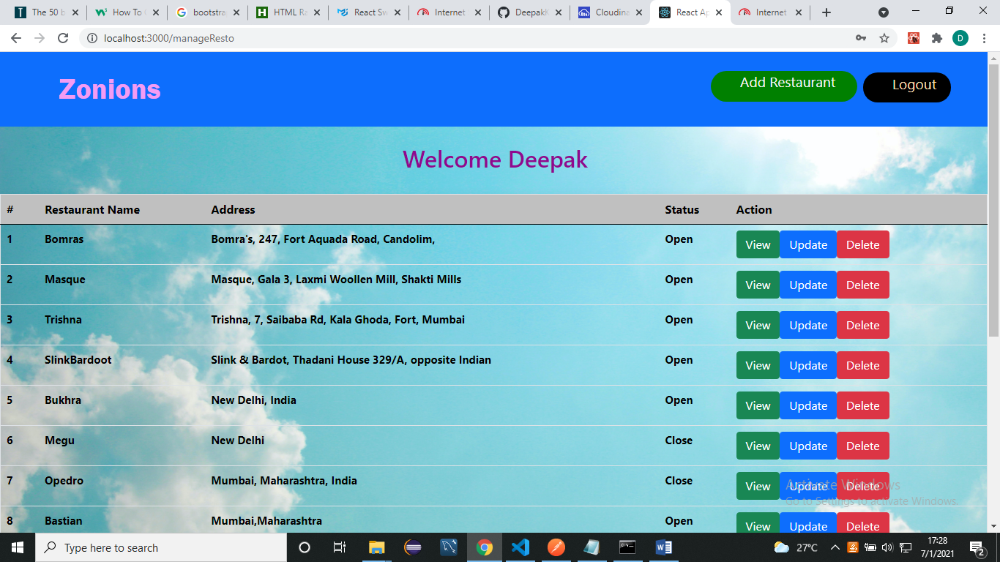 The 50 b
How To
bootstra
HTML Ra
React Sw
Internet
DeepakK
Cloudina
React Ap
Internet
localhost:3000/manageResto
D
Zonions
Add Restaurant
Logout
Welcome Deepak
# Restaurant Name Address Status Action
1 Bomras Bomra's, 247, Fort Aquada Road, Candolim, Open View Update Delete
2 Masque Masque, Gala 3, Laxmi Woollen Mill, Shakti Mills Open View Update Delete
3 Trishna Trishna, 7, Saibaba Rd, Kala Ghoda, Fort, Mumbai Open View Update Delete
4 SlinkBardoot Slink & Bardot, Thadani House 329/A, opposite Indian Open View Update Delete
5 Bukhra New Delhi, India Open View Update Delete
6 Megu New Delhi Close View Update Delete
7 Opedro Mumbai, Maharashtra, India Close View Update Delete
8 Bastian Mumbai,Maharashtra Open View Update Delete
Activate Windows
Go to Settings to activate Windows.
Type here to search
27°C
17:28
7/1/2021
2